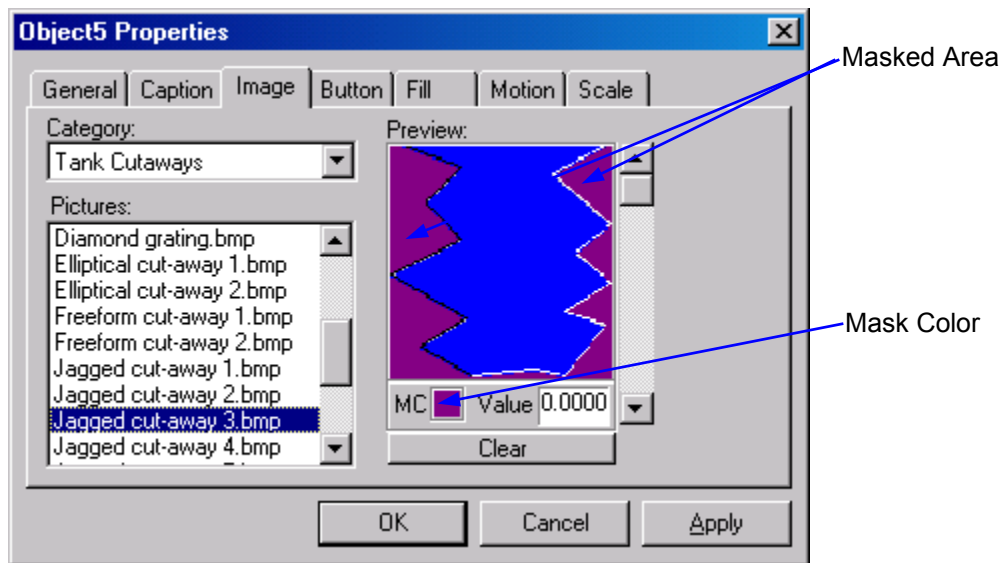 Object5 Properties
Masked Area
General Caption Image Button Fill Motion Scale
Category:
Tank Cutaways
Preview:
Pictures:
Diamond grating.bmp
Elliptical cut-away 1.bmp
Elliptical cut-away 2.bmp
Freeform cut-away 1.bmp
Freeform cut-away 2.bmp
Jagged cut-away 1.bmp
Jagged cut-away 2.bmp
Jagged cut-away 3.bmp
Jagged cut-away 4.bmp
Mask Color
MC Value 0.0000
Clear
OK Cancel Apply